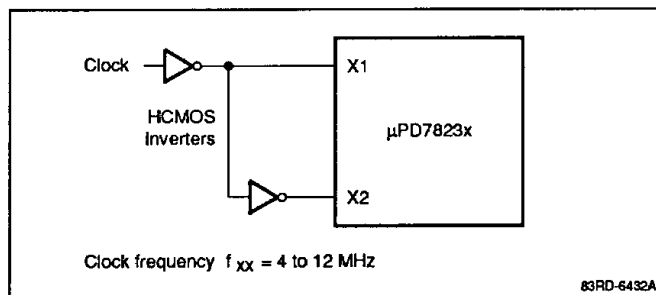 Clock
X1
HCMOS
Inverters
µPD7823x
X2
Clock frequency f XX = 4 to 12 MHz
83RD-6432A